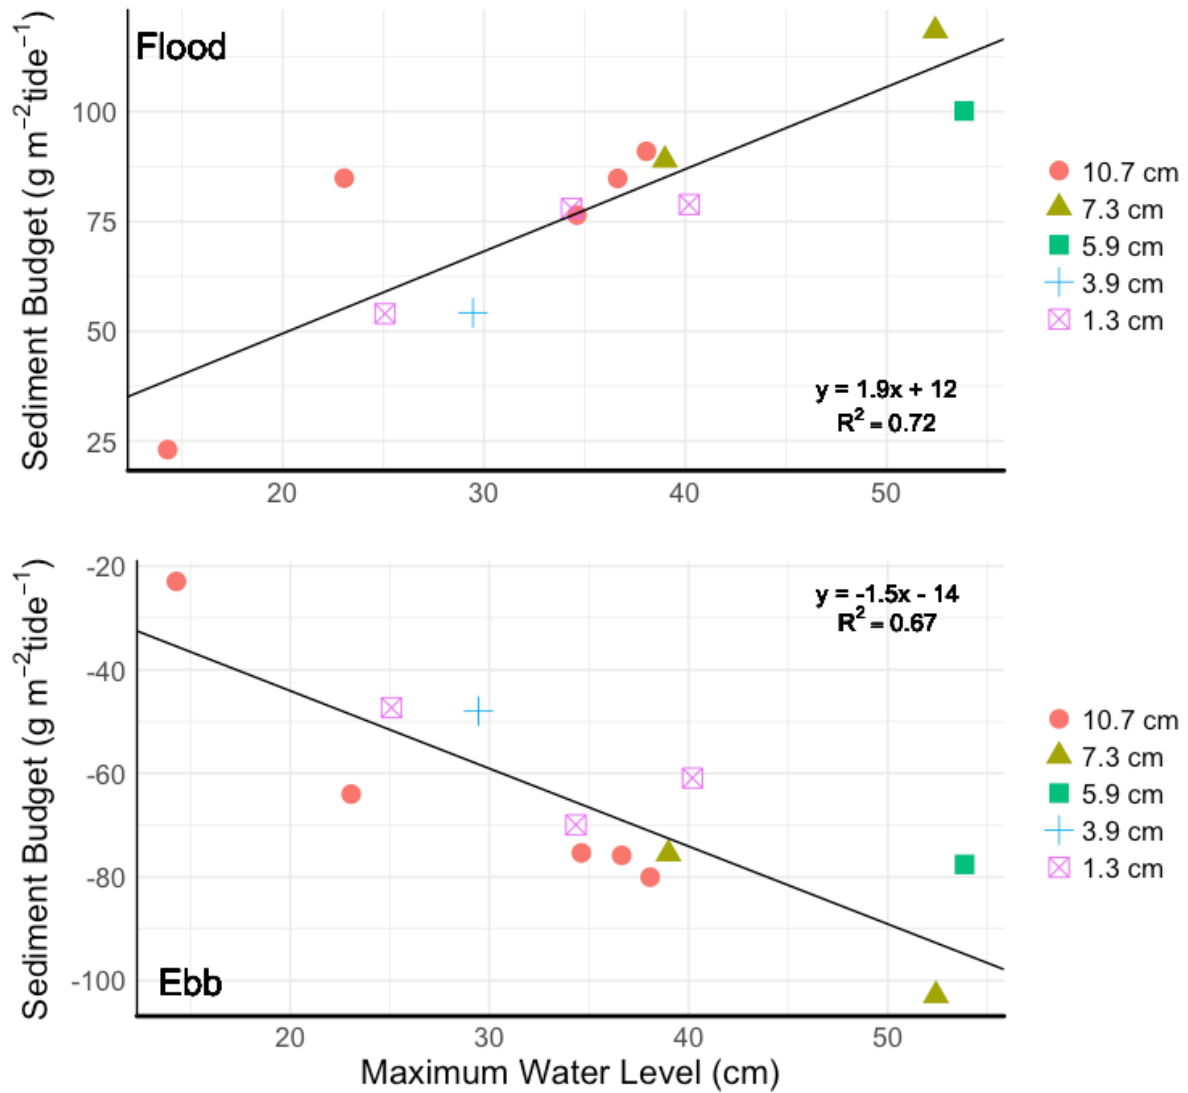 Flood
Sediment Budget (g m⁻²tide⁻¹)
100
75
50
25
y = 1.9x + 12
R² = 0.72
20 30 40 50
10.7 cm
7.3 cm
5.9 cm
3.9 cm
1.3 cm
Ebb
Sediment Budget (g m⁻²tide⁻¹)
-20
-40
-60
-80
-100
y = -1.5x - 14
R² = 0.67
20 30 40 50
Maximum Water Level (cm)
10.7 cm
7.3 cm
5.9 cm
3.9 cm
1.3 cm